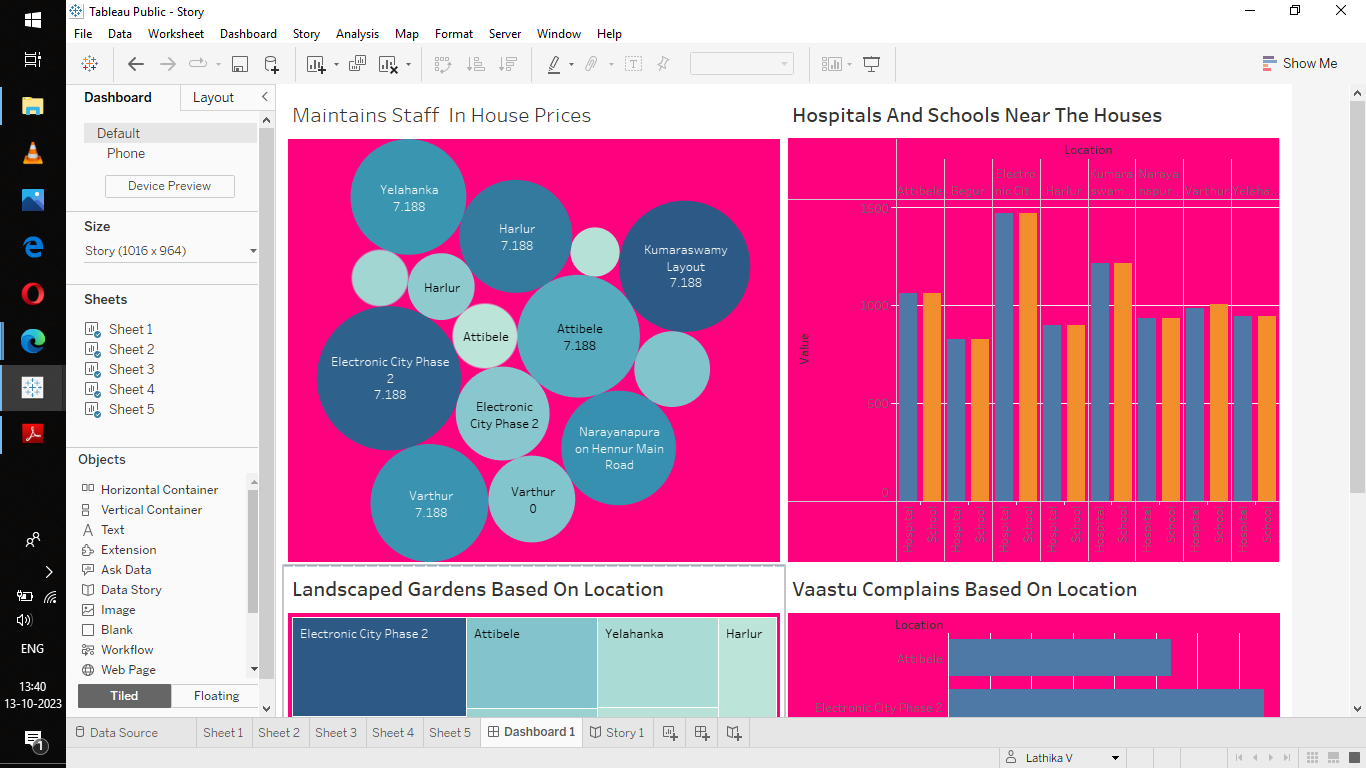 Tableau Public - Story
File Data Worksheet Dashboard Story Analysis Map Format Server Window Help
Show Me
Dashboard Layout
Default
Phone
Device Preview
Size
Story (1016 x 964)
Sheets
Sheet 1
Sheet 2
Sheet 3
Sheet 4
Sheet 5
Objects
Horizontal Container
Vertical Container
Text
Extension
Ask Data
Data Story
Image
Blank
Workflow
Web Page
Tiled Floating
Maintains Staff In House Prices
Yelahanka
7.188
Harlur
7.188
Kumaraswamy
Layout
7.188
Harlur
Attibele
Attibele
7.188
Electronic City Phase
2
7.188
Electronic
City Phase 2
Narayanapura
on Hennur Main
Road
Varthur
7.188
Varthur
0
Hospitals And Schools Near The Houses
Location
Attibele
Begur
Electro
nic Cit..
Harlur
Kumara
swam..
Naraya
napur..
Varthur
Yelaha..
Value
1500
1000
500
0
Hospital School Hospital School Hospital School Hospital School Hospital School Hospital School Hospital School Hospital School
Landscaped Gardens Based On Location
Electronic City Phase 2 Attibele Yelahanka Harlur
Vaastu Complains Based On Location
Location
Attibele
Electronic City Phase 2
Data Source Sheet 1 Sheet 2 Sheet 3 Sheet 4 Sheet 5 Dashboard 1 Story 1
Lathika V
ENG
13:40
13-10-2023
1